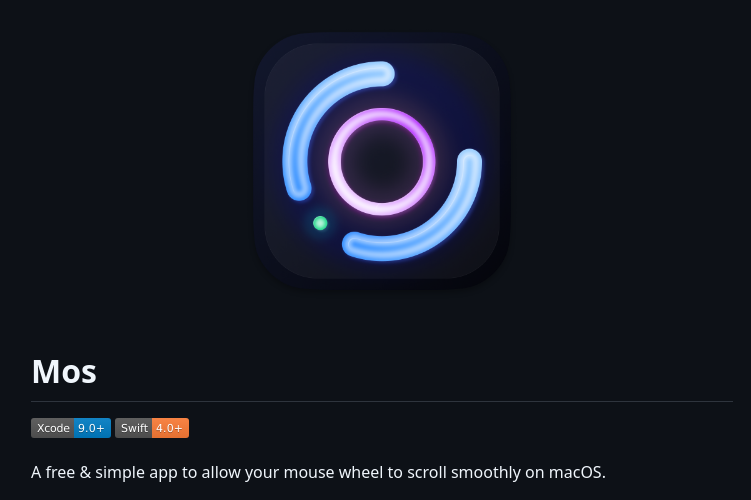 Mos
Xcode 9.0+ Swift 4.0+
A free & simple app to allow your mouse wheel to scroll smoothly on macOS.